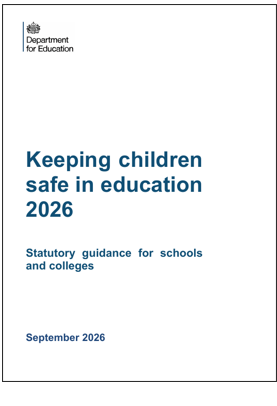 Department
for Education
Keeping children
safe in education
2026
Statutory guidance for schools
and colleges
September 2026